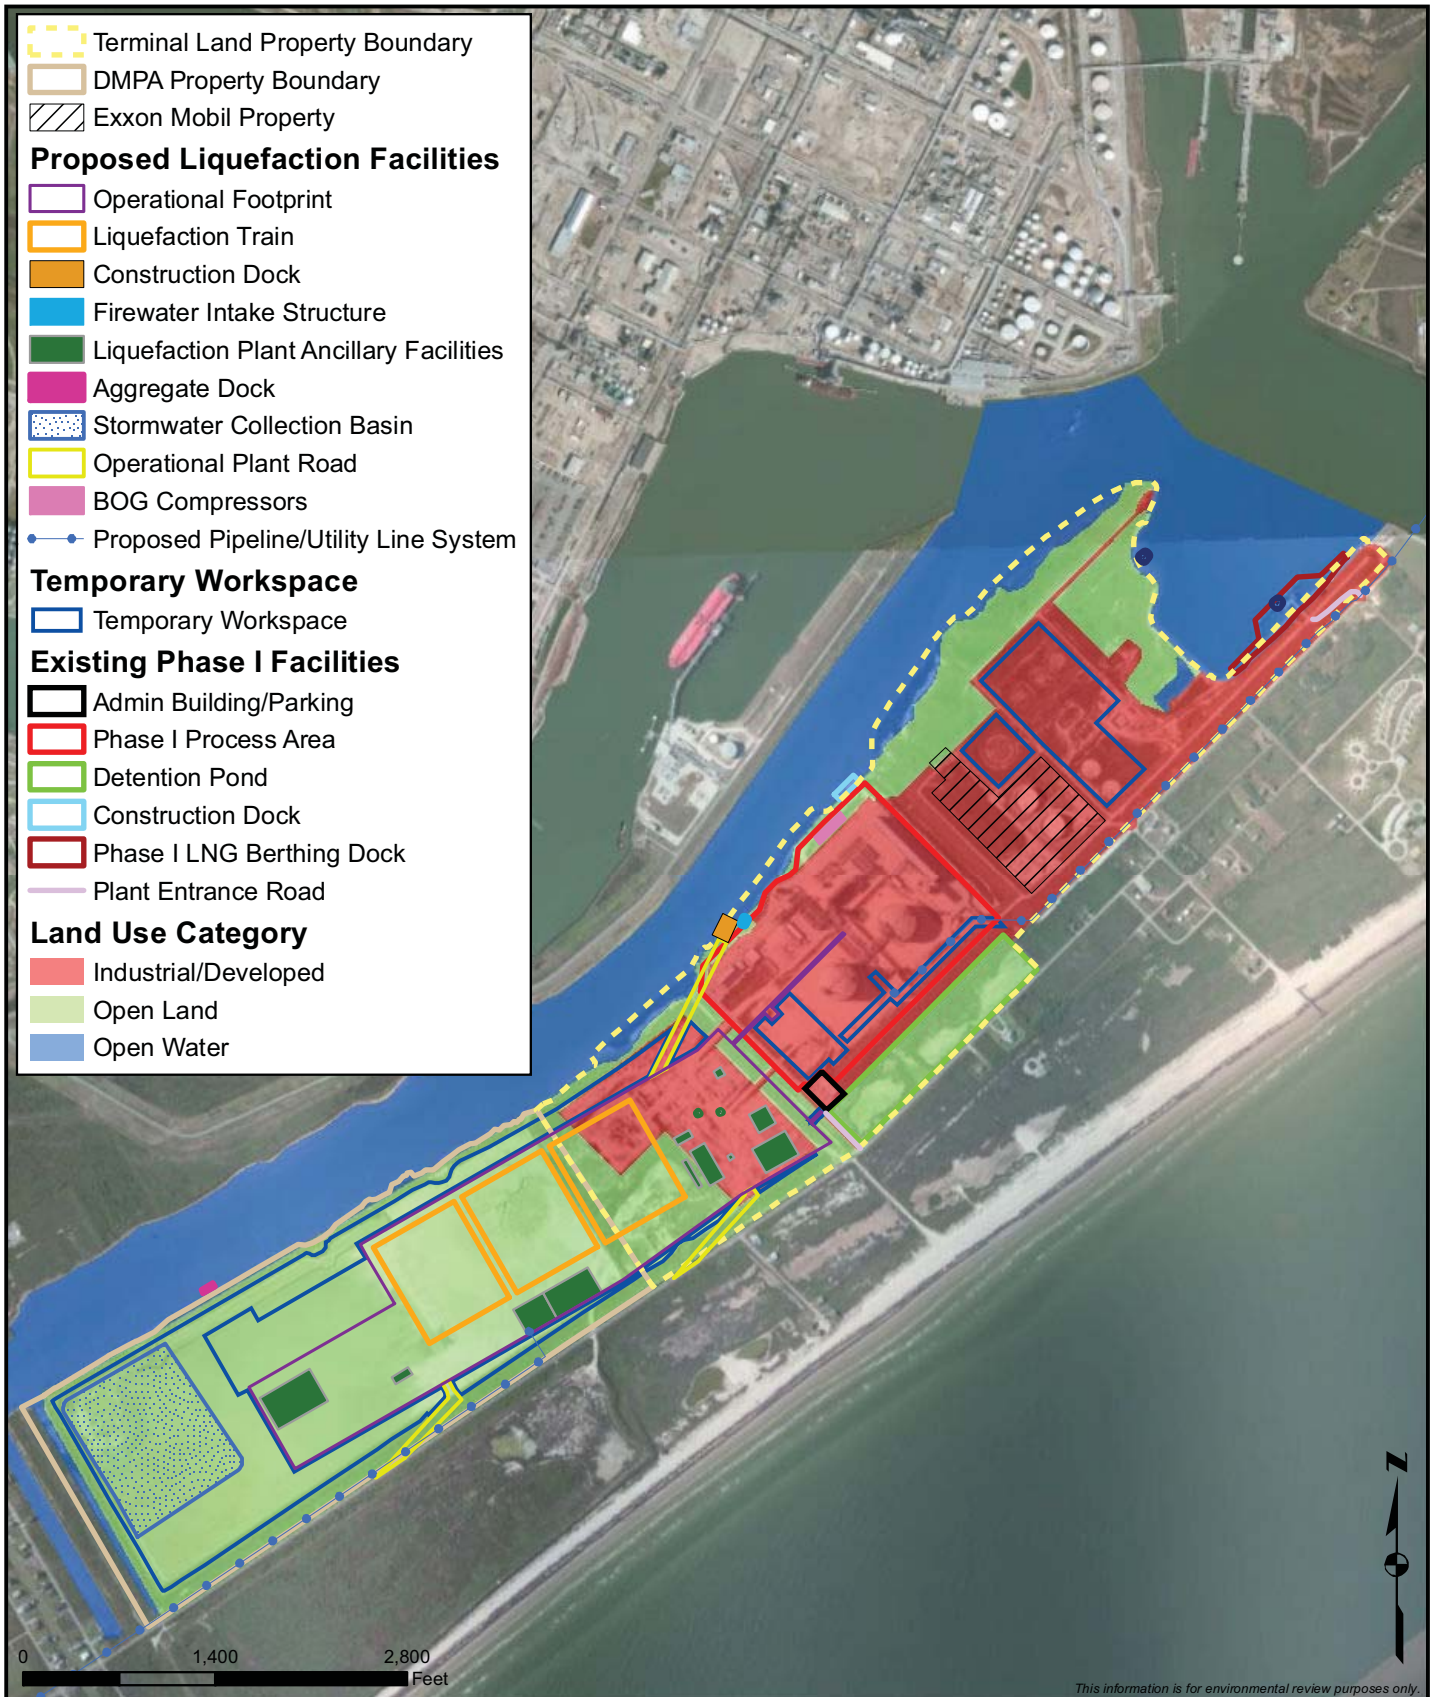 Terminal Land Property Boundary
DMPA Property Boundary
Exxon Mobil Property
Proposed Liquefaction Facilities
Operational Footprint
Liquefaction Train
Construction Dock
Firewater Intake Structure
Liquefaction Plant Ancillary Facilities
Aggregate Dock
Stormwater Collection Basin
Operational Plant Road
BOG Compressors
Proposed Pipeline/Utility Line System
Temporary Workspace
Temporary Workspace
Existing Phase I Facilities
Admin Building/Parking
Phase I Process Area
Detention Pond
Construction Dock
Phase I LNG Berthing Dock
Plant Entrance Road
Land Use Category
Industrial/Developed
Open Land
Open Water
N
0 1,400 2,800
Feet
This information is for environmental review purposes only.